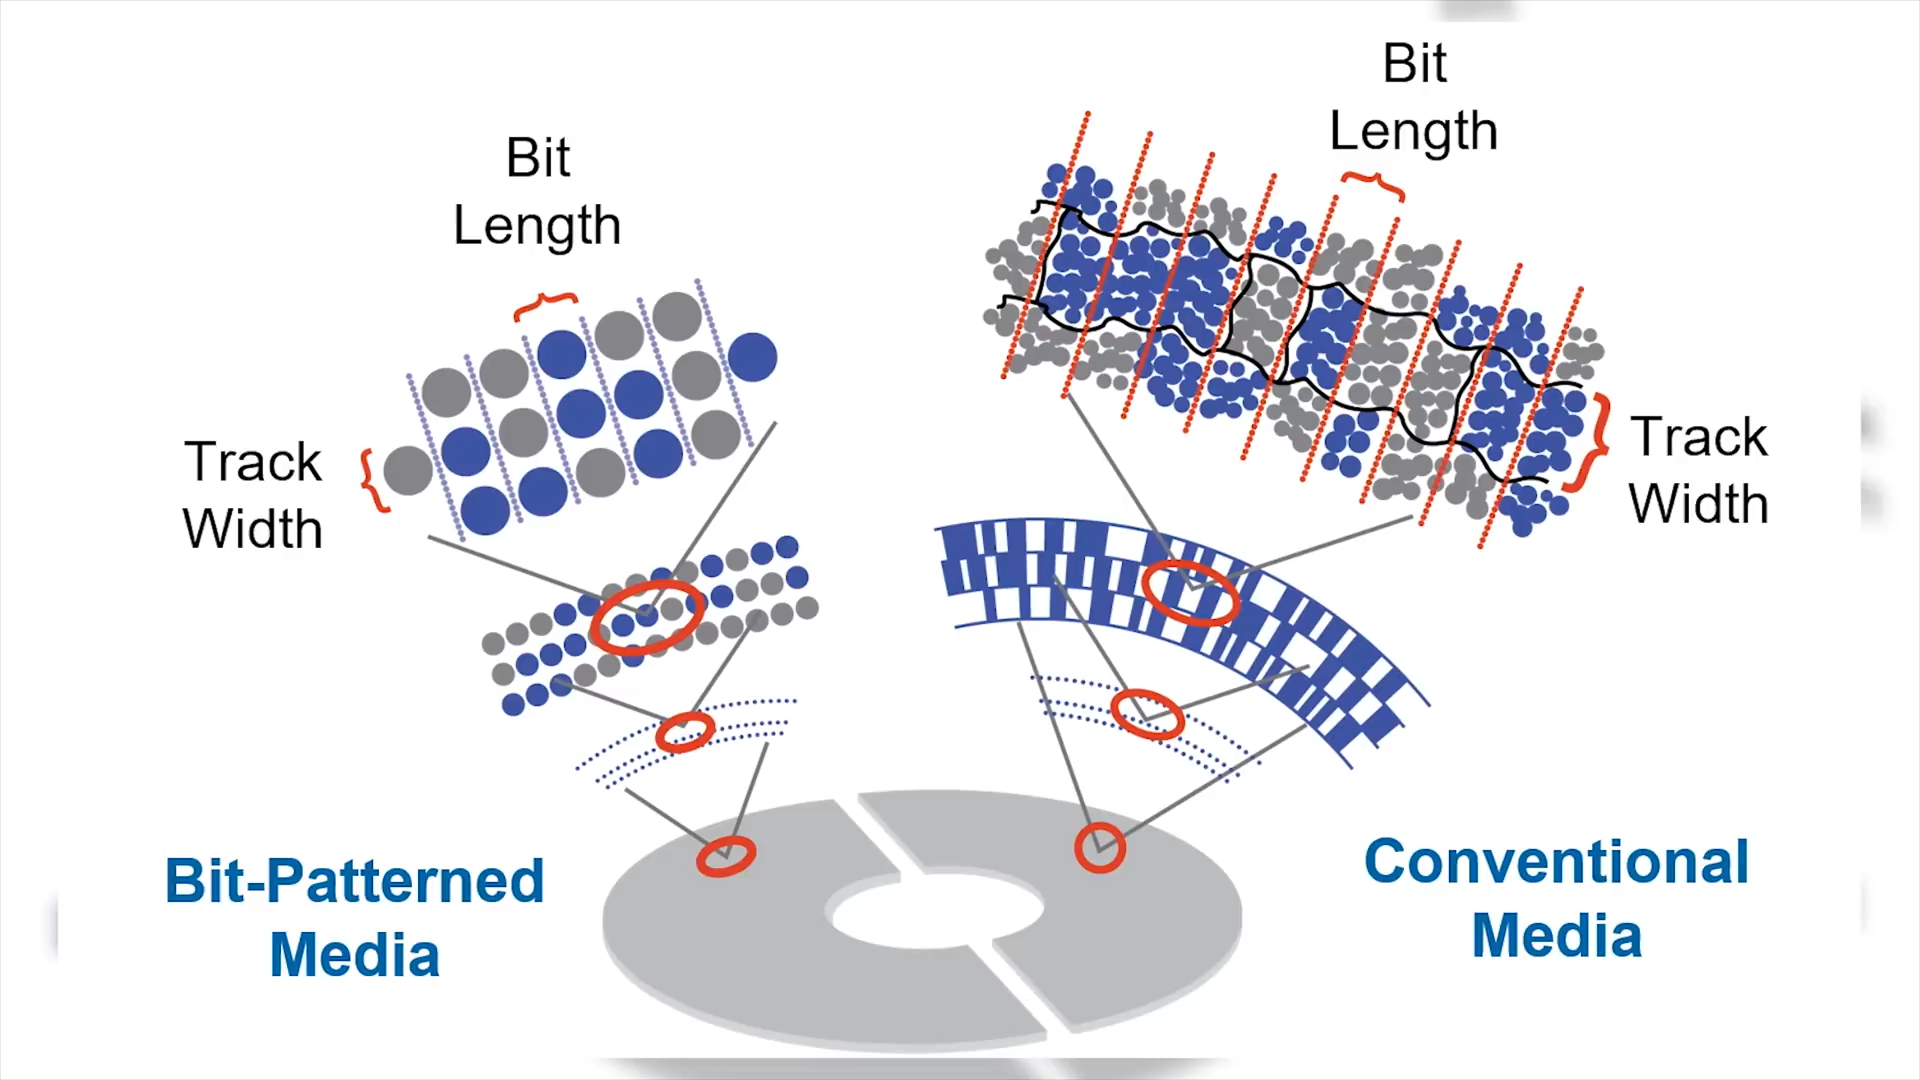 Bit
Length
Bit
Length
Track
Width
Track
Width
Bit-Patterned
Media
Conventional
Media